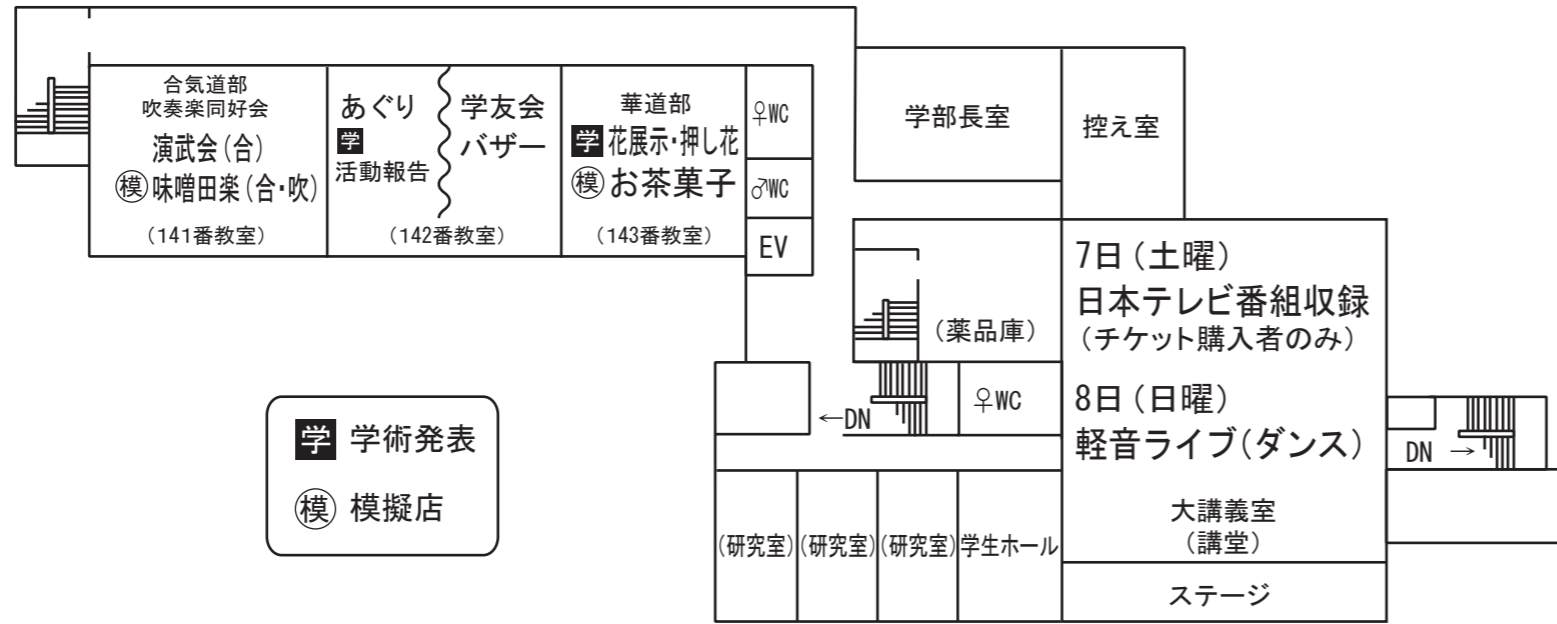 合気道部
吹奏楽同好会
演武会(合)
模 味噌田楽(合・吹)
(141番教室)
あぐり
学
活動報告
学友会
バザー
(142番教室)
華道部
学 花展示・押し花
模 お茶菓子
(143番教室)
♀WC
♂WC
EV
学部長室
控え室
(薬品庫)
♀WC
←DN
7日(土曜)
日本テレビ番組収録
(チケット購入者のみ)
8日(日曜)
軽音ライブ(ダンス)
大講義室
(講堂)
ステージ
DN →
(研究室)
(研究室)
(研究室)
学生ホール
学 学術発表
模 模擬店